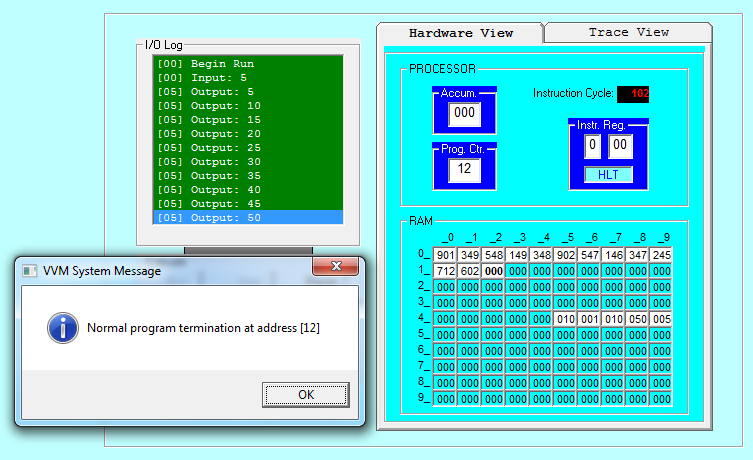 I/O Log
[00] Begin Run
[00] Input: 5
[05] Output: 5
[05] Output: 10
[05] Output: 15
[05] Output: 20
[05] Output: 25
[05] Output: 30
[05] Output: 35
[05] Output: 40
[05] Output: 45
[05] Output: 50
VVM System Message
Normal program termination at address [12]
OK
Hardware View Trace View
PROCESSOR
Accum.
000
Prog. Ctr.
12
Instruction Cycle: 102
Instr. Reg.
0 00
HLT
RAM
_0 _1 _2 _3 _4 _5 _6 _7 _8 _9
0_ 901 349 548 149 348 902 547 146 347 245
1_ 712 602 000 000 000 000 000 000 000 000
2_ 000 000 000 000 000 000 000 000 000 000
3_ 000 000 000 000 000 000 000 000 000 000
4_ 000 000 000 000 000 010 001 010 050 005
5_ 000 000 000 000 000 000 000 000 000 000
6_ 000 000 000 000 000 000 000 000 000 000
7_ 000 000 000 000 000 000 000 000 000 000
8_ 000 000 000 000 000 000 000 000 000 000
9_ 000 000 000 000 000 000 000 000 000 000